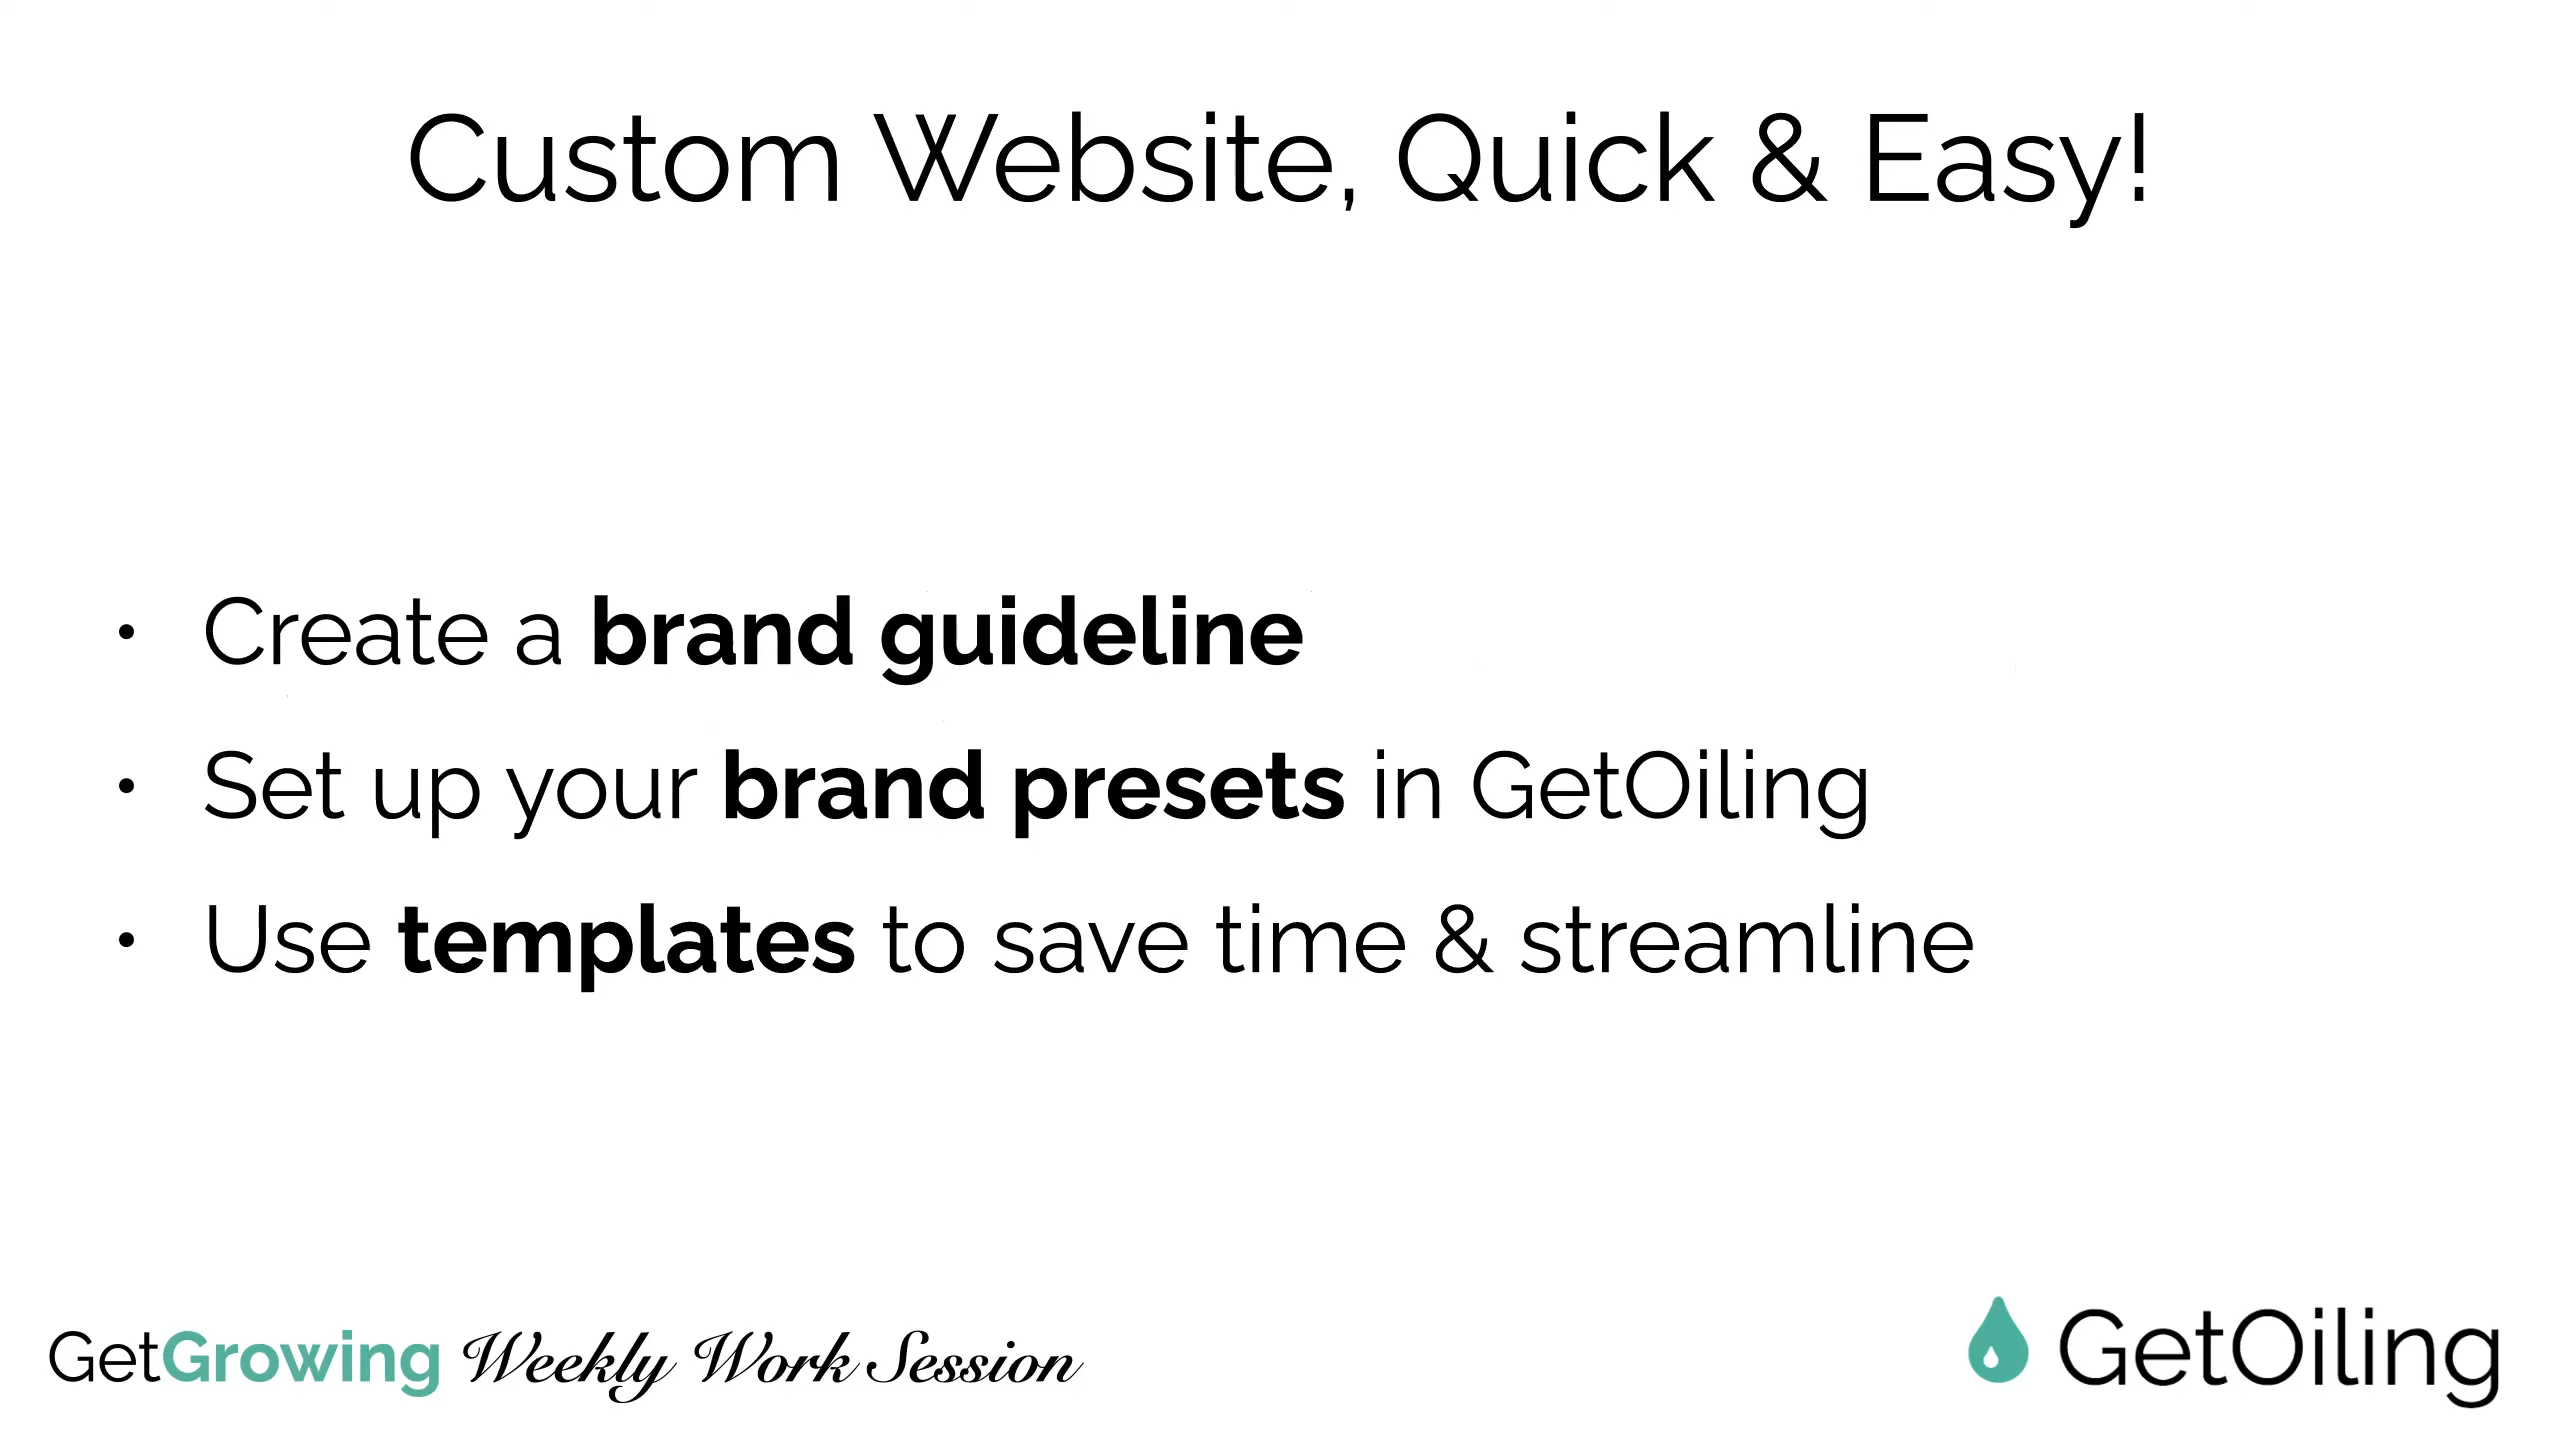 Custom Website, Quick & Easy!
• Create a brand guideline
• Set up your brand presets in GetOiling
• Use templates to save time & streamline
GetGrowing Weekly Work Session
GetOiling